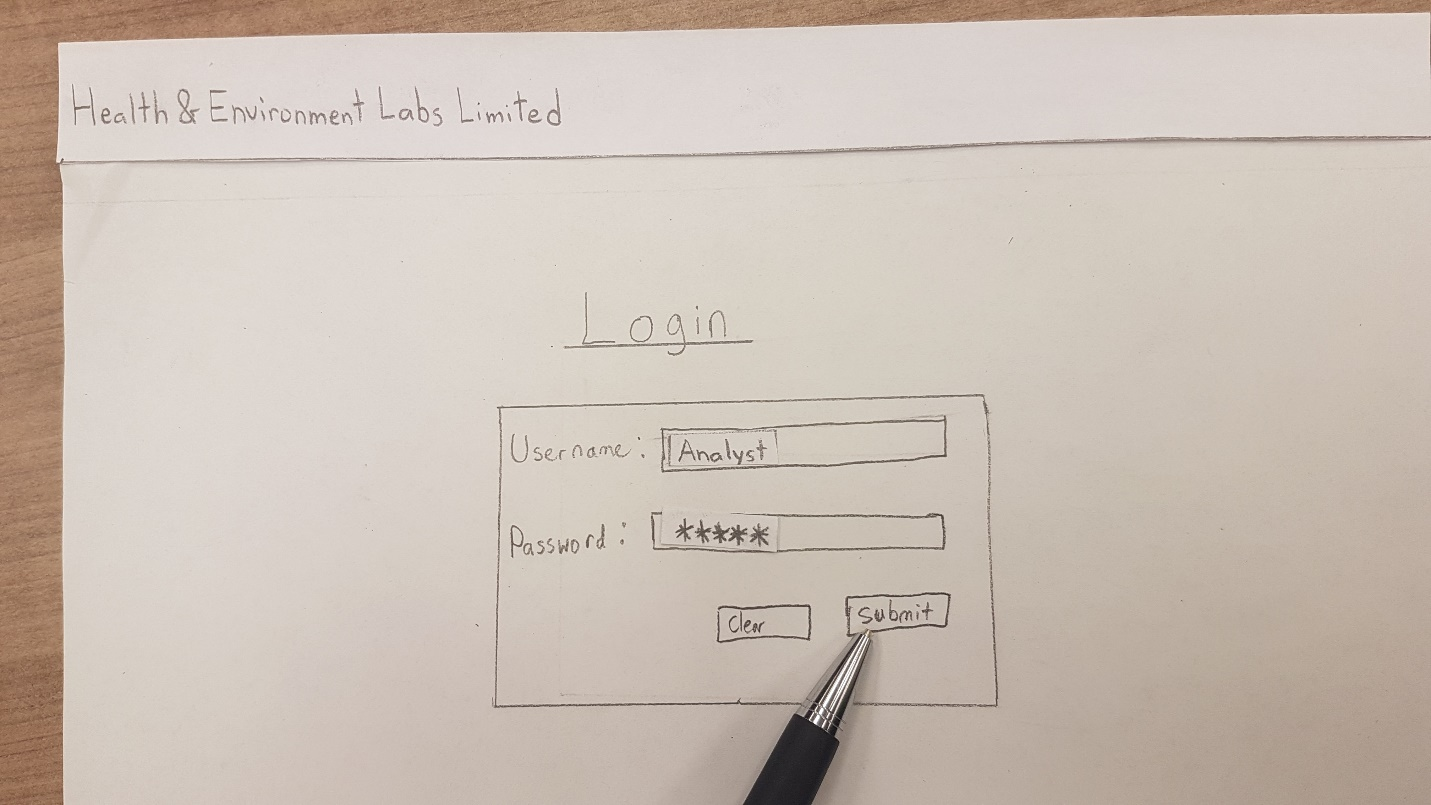 Health & Environment Labs Limited
Login
Username: Analyst
Password: *****
Clear Submit